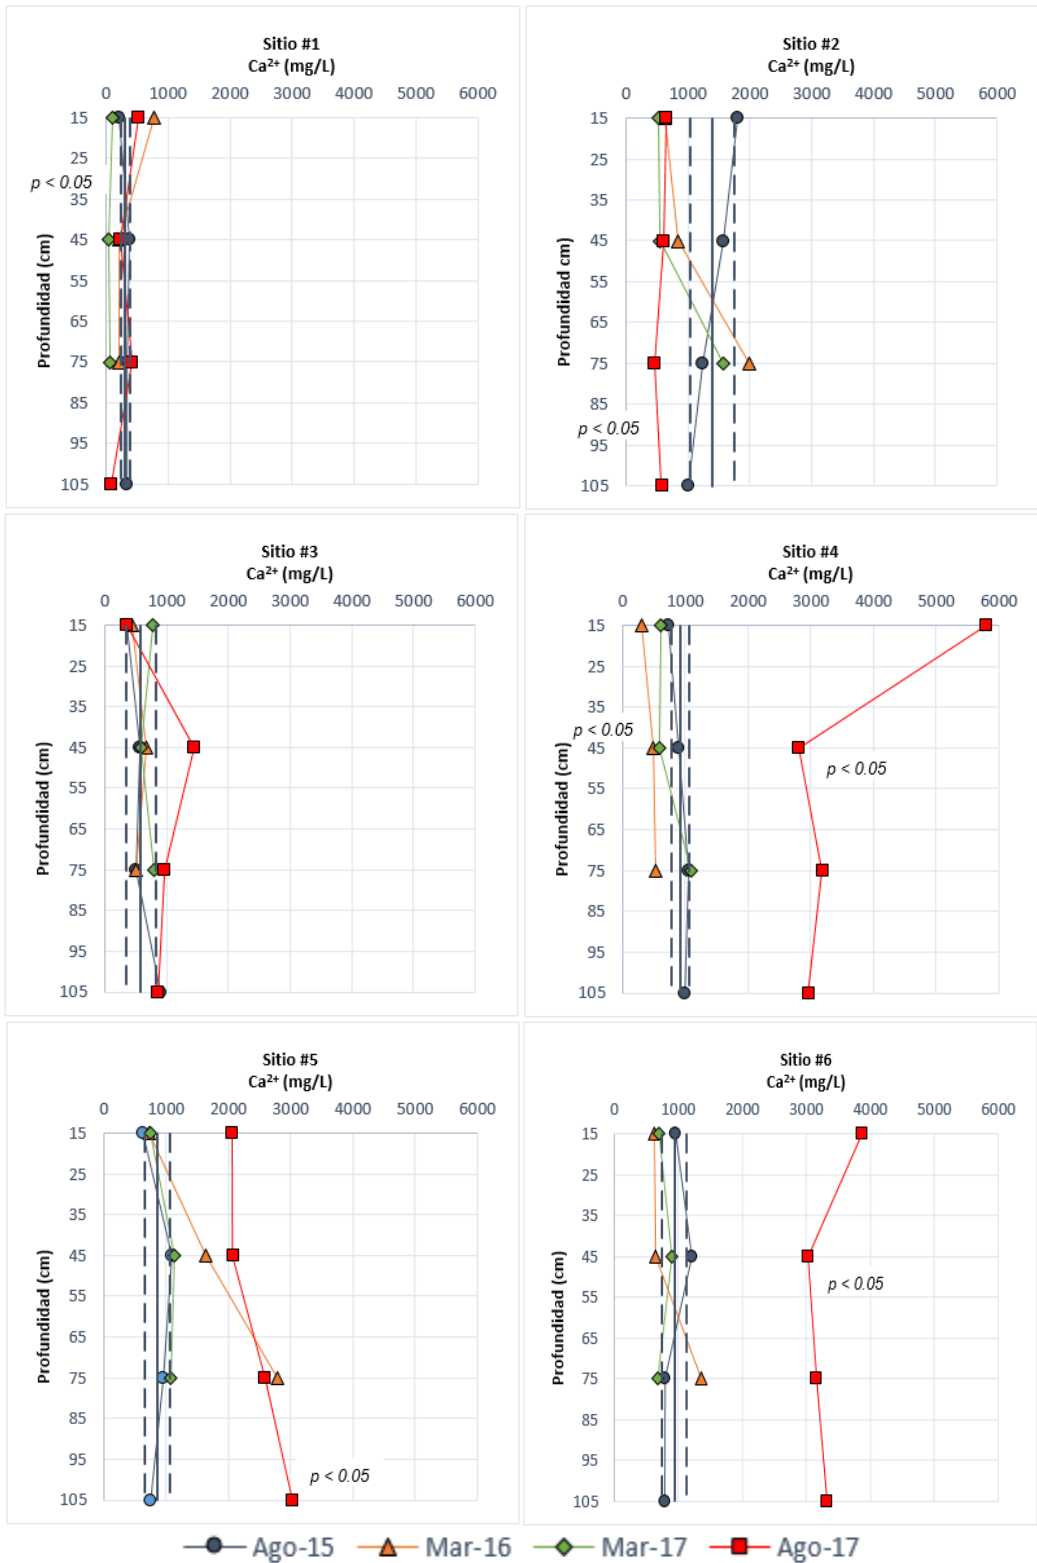 Sitio #1
Ca²⁺ (mg/L)
0 1000 2000 3000 4000 5000 6000
15
25
p < 0.05
35
45
55
65
75
85
95
105
Profundidad (cm)
Sitio #2
Ca²⁺ (mg/L)
0 1000 2000 3000 4000 5000 6000
15
25
35
45
55
65
75
85
p < 0.05
95
105
Profundidad cm)
Sitio #3
Ca²⁺ (mg/L)
0 1000 2000 3000 4000 5000 6000
15
25
35
45
55
65
75
85
95
105
Profundidad (cm)
Sitio #4
Ca²⁺ (mg/L)
0 1000 2000 3000 4000 5000 6000
15
25
35
p < 0.05
45
p < 0.05
55
65
75
85
95
105
Profundidad (cm)
Sitio #5
Ca²⁺ (mg/L)
0 1000 2000 3000 4000 5000 6000
15
25
35
45
55
65
75
85
95
p < 0.05
105
Profundidad (cm)
Sitio #6
Ca²⁺ (mg/L)
0 1000 2000 3000 4000 5000 6000
15
25
35
45
p < 0.05
55
65
75
85
95
105
Profundidad (cm)
Ago-15 Mar-16 Mar-17 Ago-17